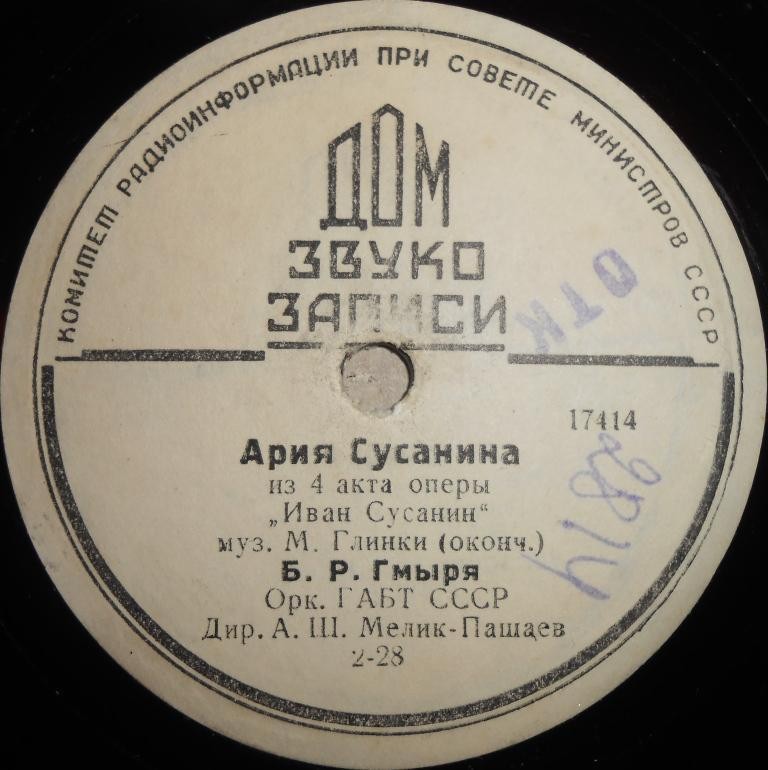 КОМИТЕТ РАДИОИНФОРМАЦИИ ПРИ СОВЕТЕ МИНИСТРОВ СССР
ДОМ
ЗВУКО
ЗАПИСИ
ОТК
17414
Ария Сусанина
из 4 акта оперы
„Иван Сусанин“
муз. М. Глинки (оконч.)
Б. Р. Гмыря
Орк. ГАБТ СССР
Дир. А. Ш. Мелик-Пашаев
2-28